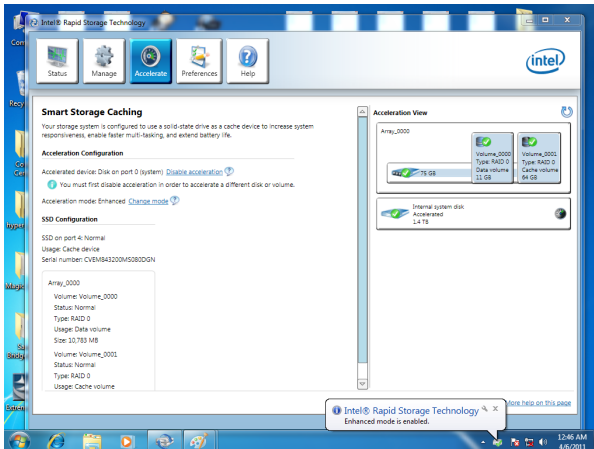 Intel® Rapid Storage Technology
Status
Manage
Accelerate
Preferences
Help
intel
Smart Storage Caching
Your storage system is configured to use a solid-state drive as a cache device to increase system
responsiveness, enable faster multi-tasking, and extend battery life.
Acceleration Configuration
Accelerated device: Disk on port 0 (system) Disable acceleration
You must first disable acceleration in order to accelerate a different disk or volume.
Acceleration mode: Enhanced Change mode
SSD Configuration
SSD on port 4: Normal
Usage: Cache device
Serial number: CVEM843200MS080DGN
Array_0000
Volume: Volume_0000
Status: Normal
Type: RAID 0
Usage: Data volume
Size: 10,783 MB
Volume: Volume_0001
Status: Normal
Type: RAID 0
Usage: Cache volume
Acceleration View
Array_0000
75 GB
Volume_0000
Type: RAID 0
Data volume
11 GB
Volume_0001
Type: RAID 0
Cache volume
64 GB
Internal system disk
Accelerated
1.4 TB
More help on this page
Intel® Rapid Storage Technology
Enhanced mode is enabled.
12:46 AM
4/6/2011